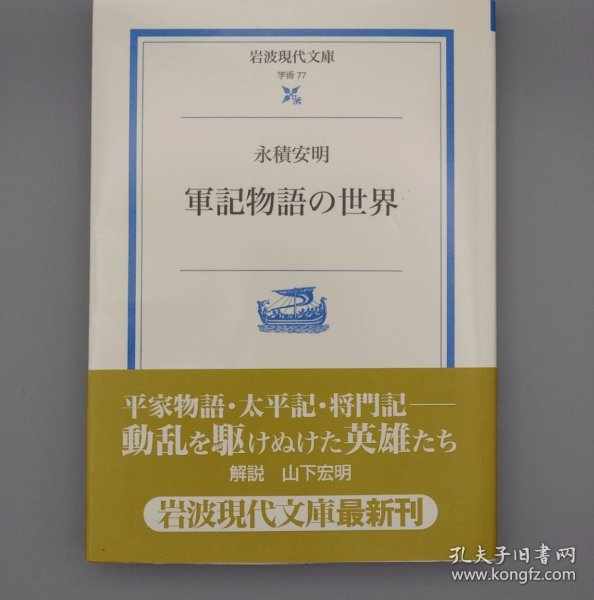 岩波現代文庫
学術 77
永積安明
軍記物語の世界
平家物語・太平記・将門記──
動乱を駆けぬけた英雄たち
解説 山下宏明
岩波現代文庫最新刊
孔夫子旧書网
www.kongfz.com